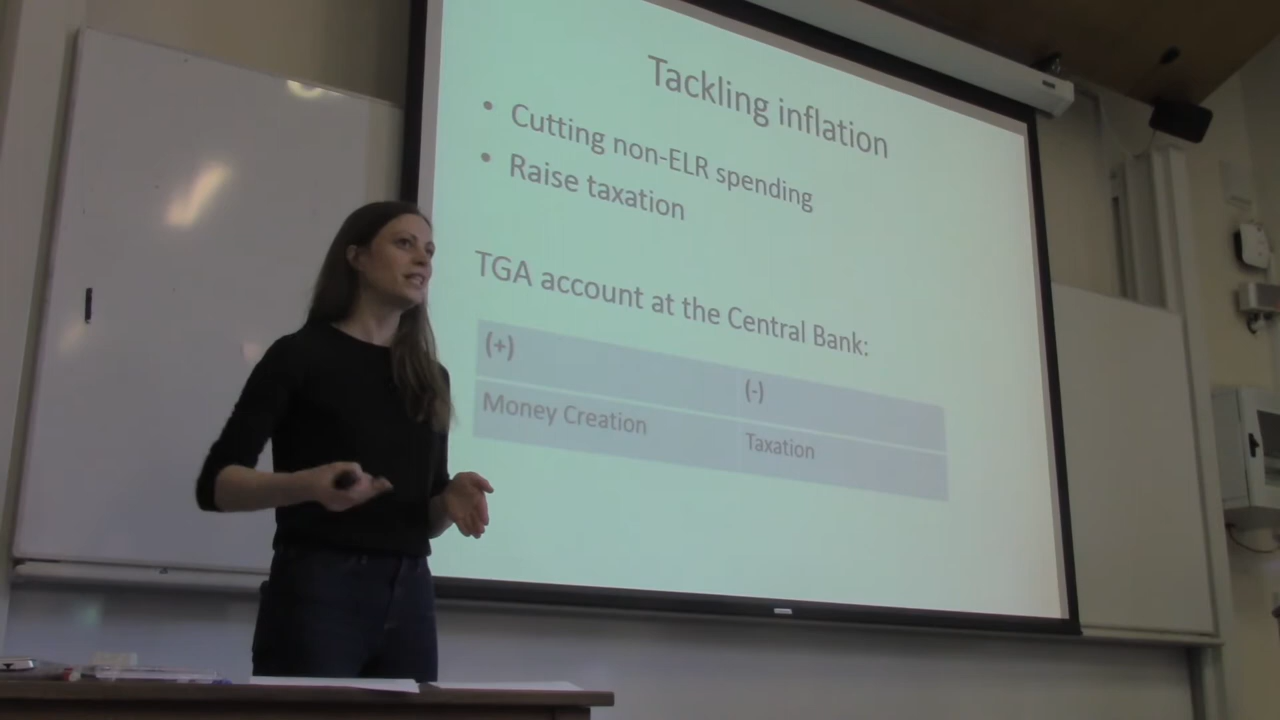 Tackling inflation
• Cutting non-ELR spending
• Raise taxation
TGA account at the Central Bank:
(+) (-)
Money Creation Taxation